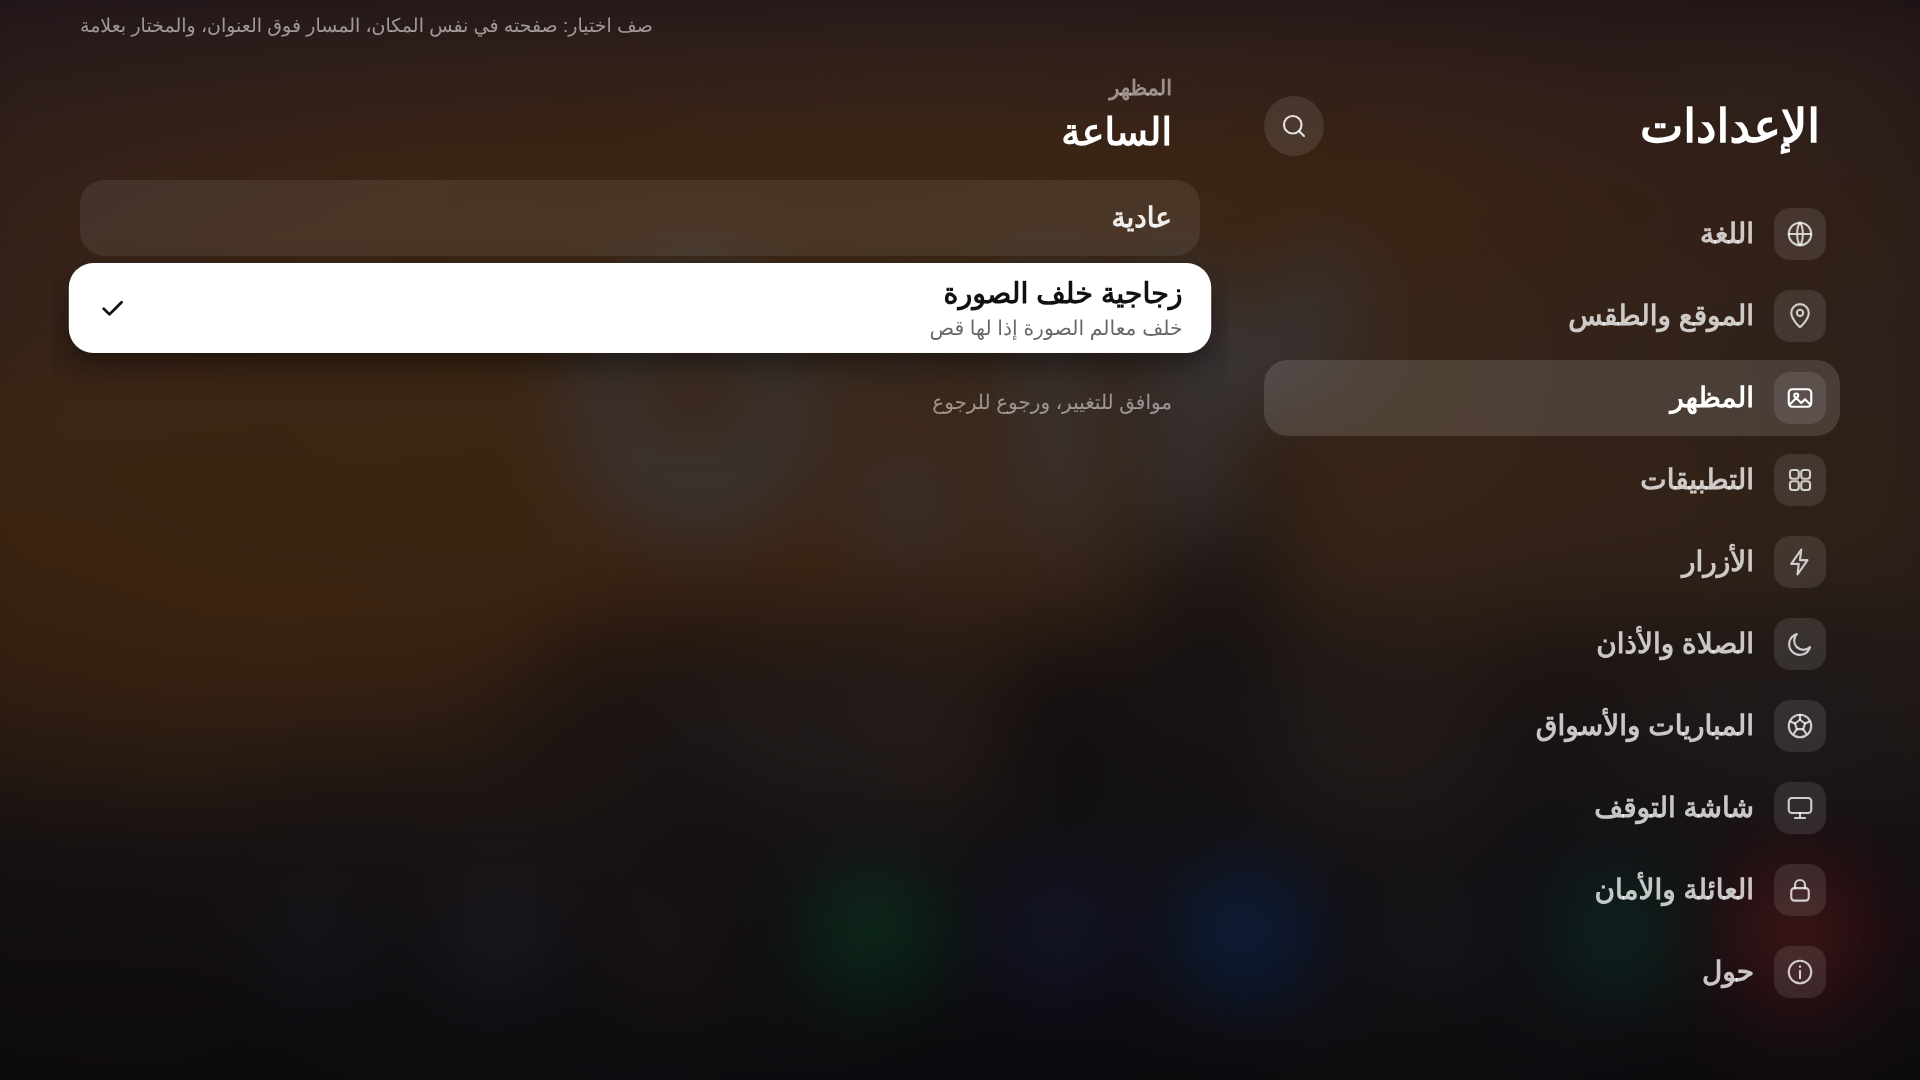 صف اختيار: صفحته في نفس المكان، المسار فوق العنوان، والمختار بعلامة
الإعدادات
اللغة
الموقع والطقس
المظهر
التطبيقات
الأزرار
الصلاة والأذان
المباريات والأسواق
شاشة التوقف
العائلة والأمان
حول
المظهر
الساعة
عادية
زجاجية خلف الصورة
خلف معالم الصورة إذا لها قص
موافق للتغيير، ورجوع للرجوع